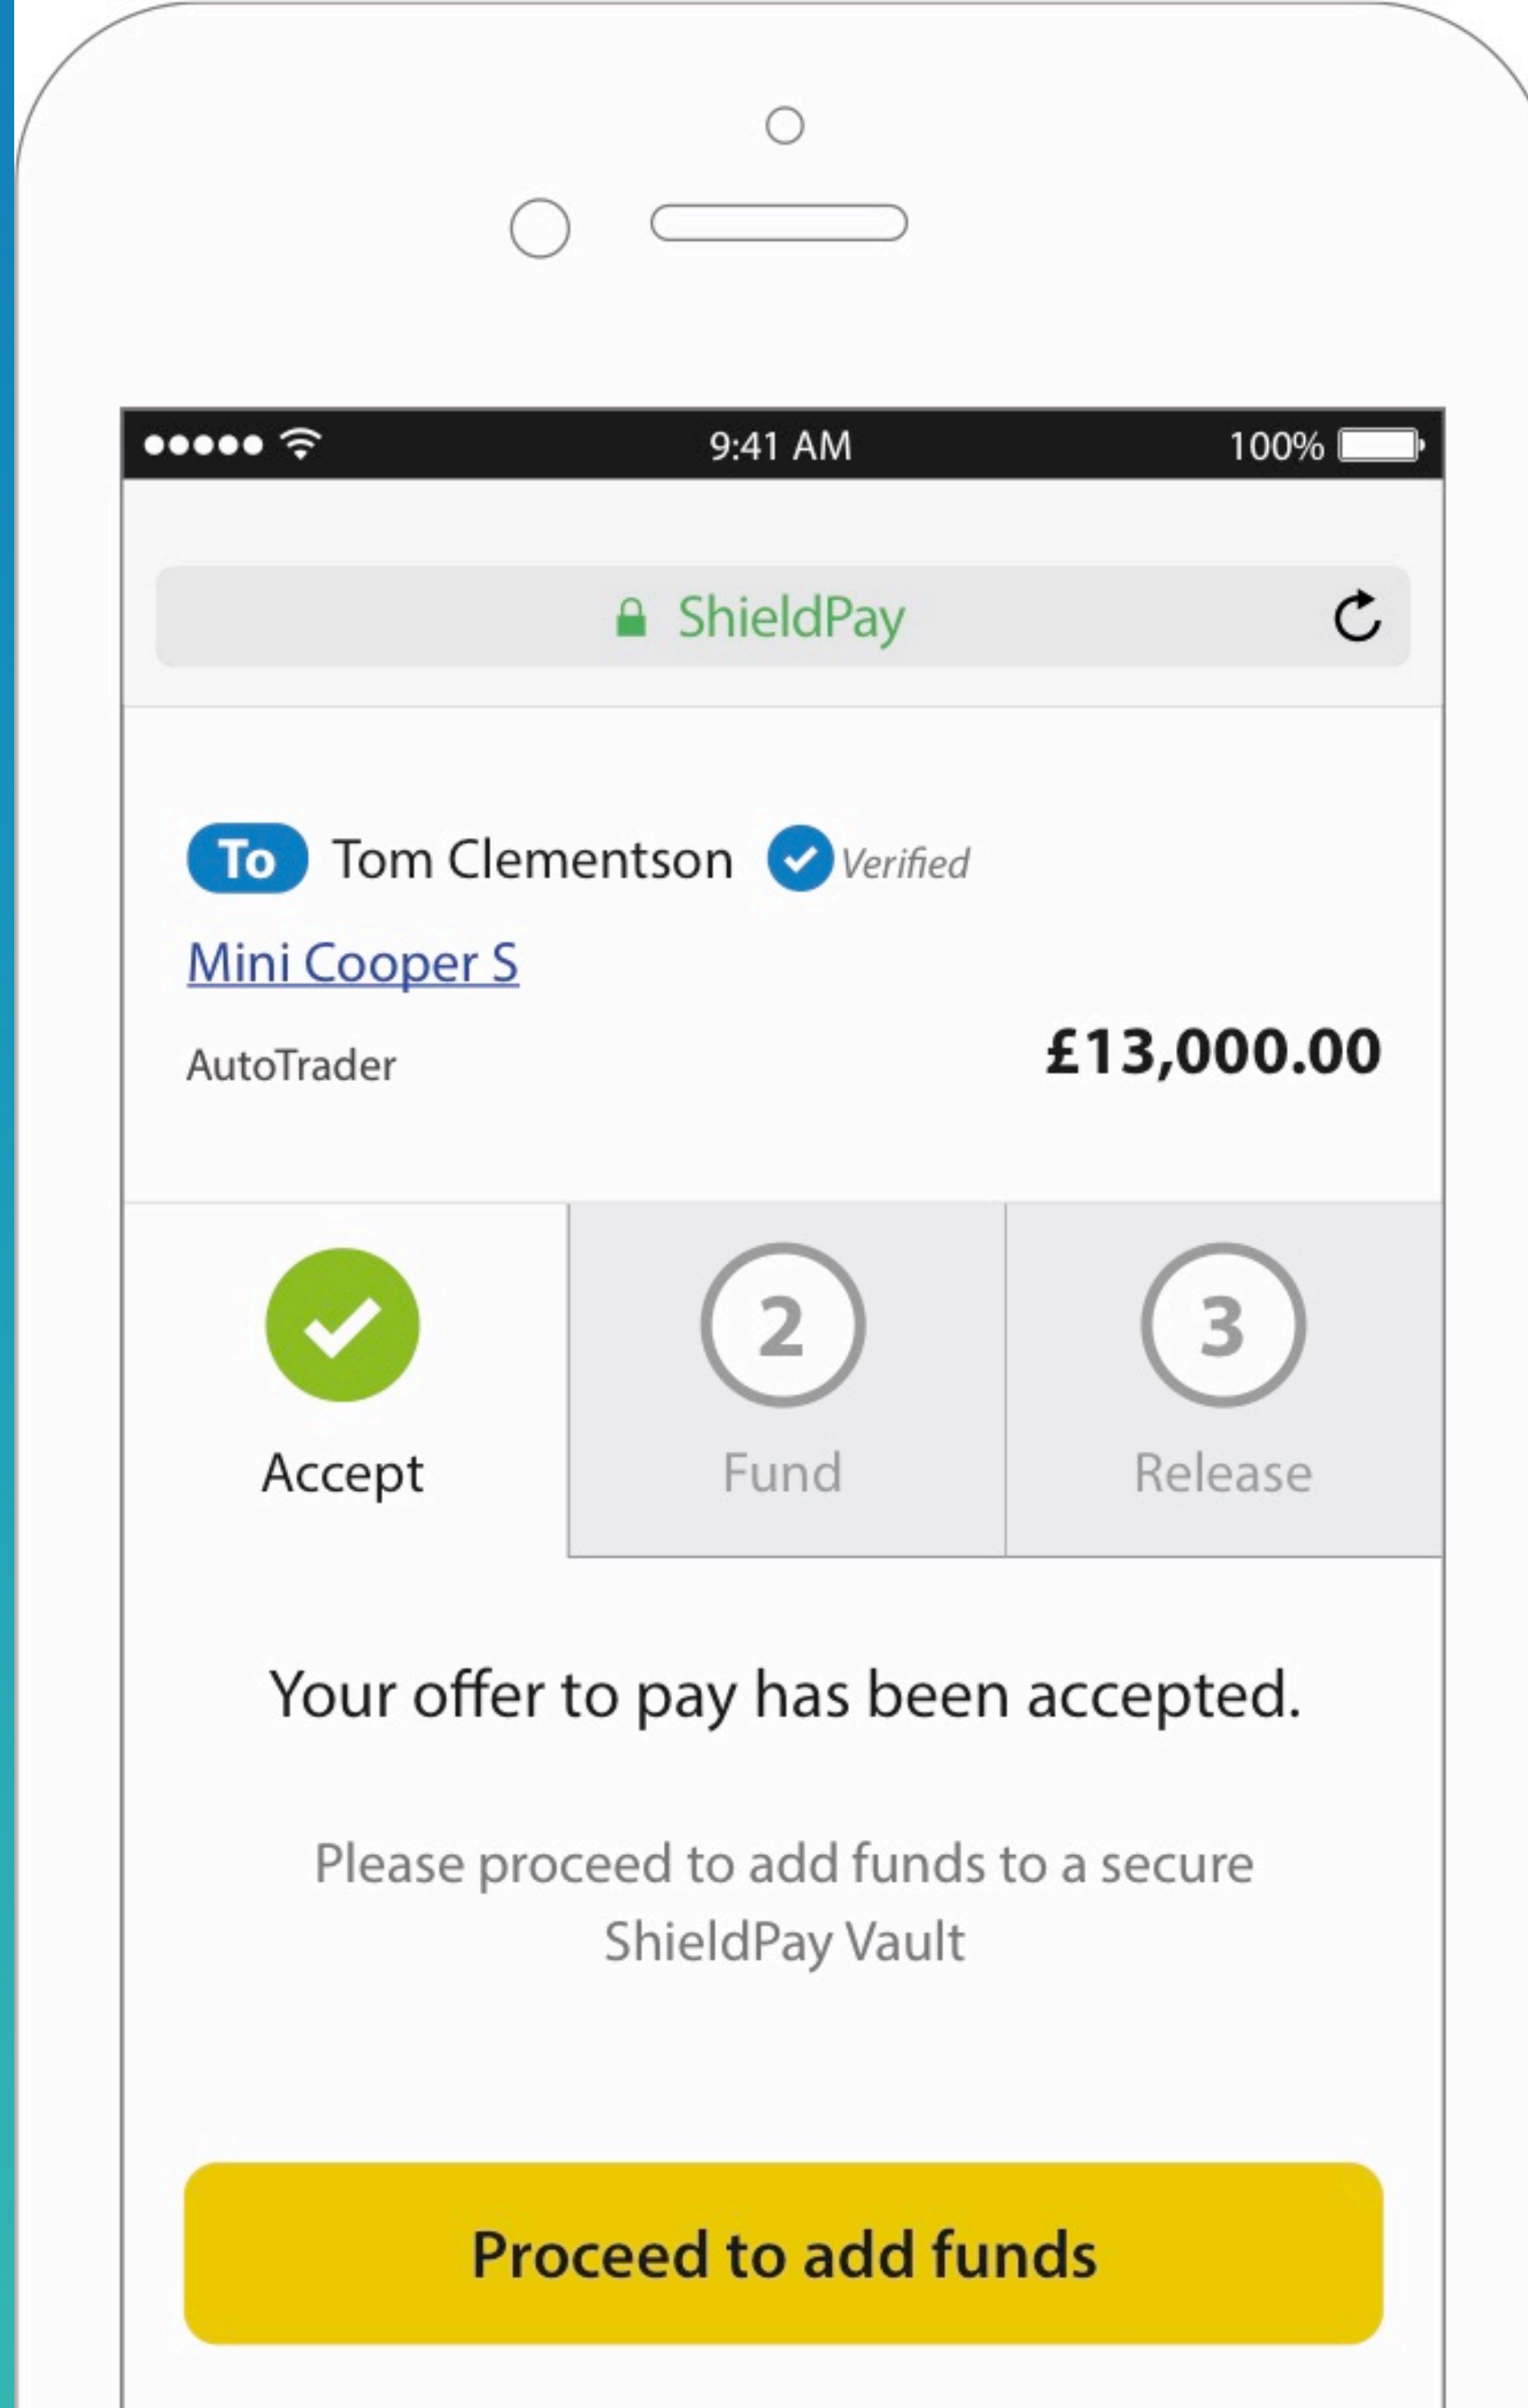 9:41 AM 100%
ShieldPay
To Tom Clementson Verified
Mini Cooper S
AutoTrader £13,000.00
2 3
Accept Fund Release
Your offer to pay has been accepted.
Please proceed to add funds to a secure
ShieldPay Vault
Proceed to add funds